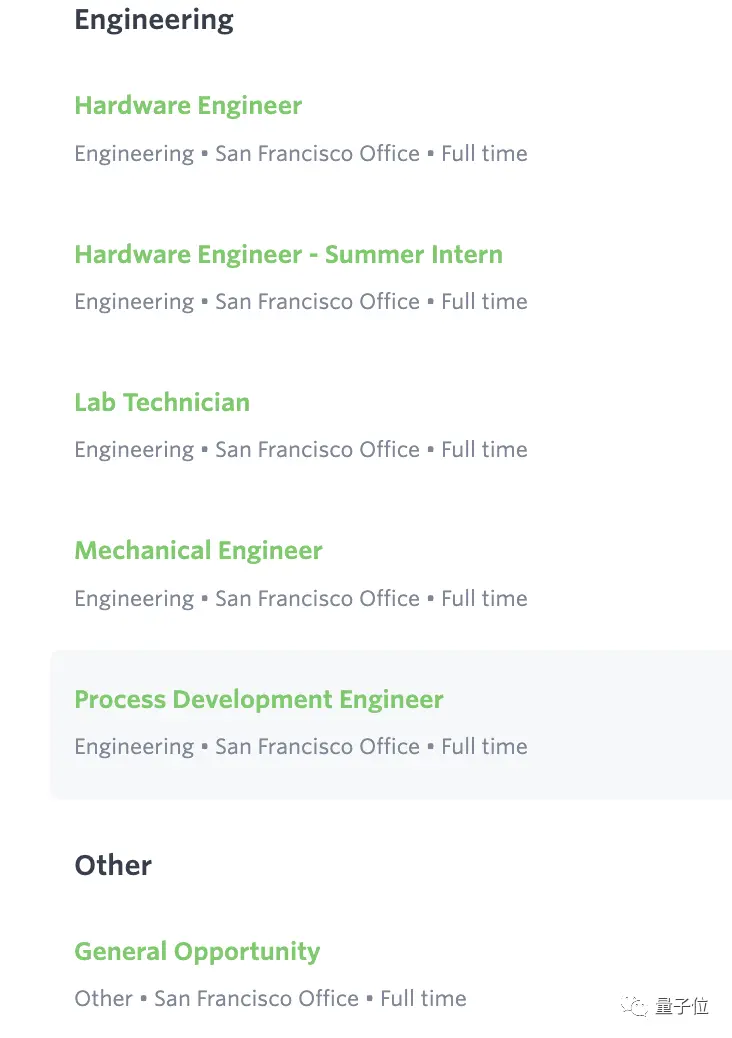 Engineering
Hardware Engineer
Engineering • San Francisco Office • Full time
Hardware Engineer - Summer Intern
Engineering • San Francisco Office • Full time
Lab Technician
Engineering • San Francisco Office • Full time
Mechanical Engineer
Engineering • San Francisco Office • Full time
Process Development Engineer
Engineering • San Francisco Office • Full time
Other
General Opportunity
Other • San Francisco Office • Full time
量子位